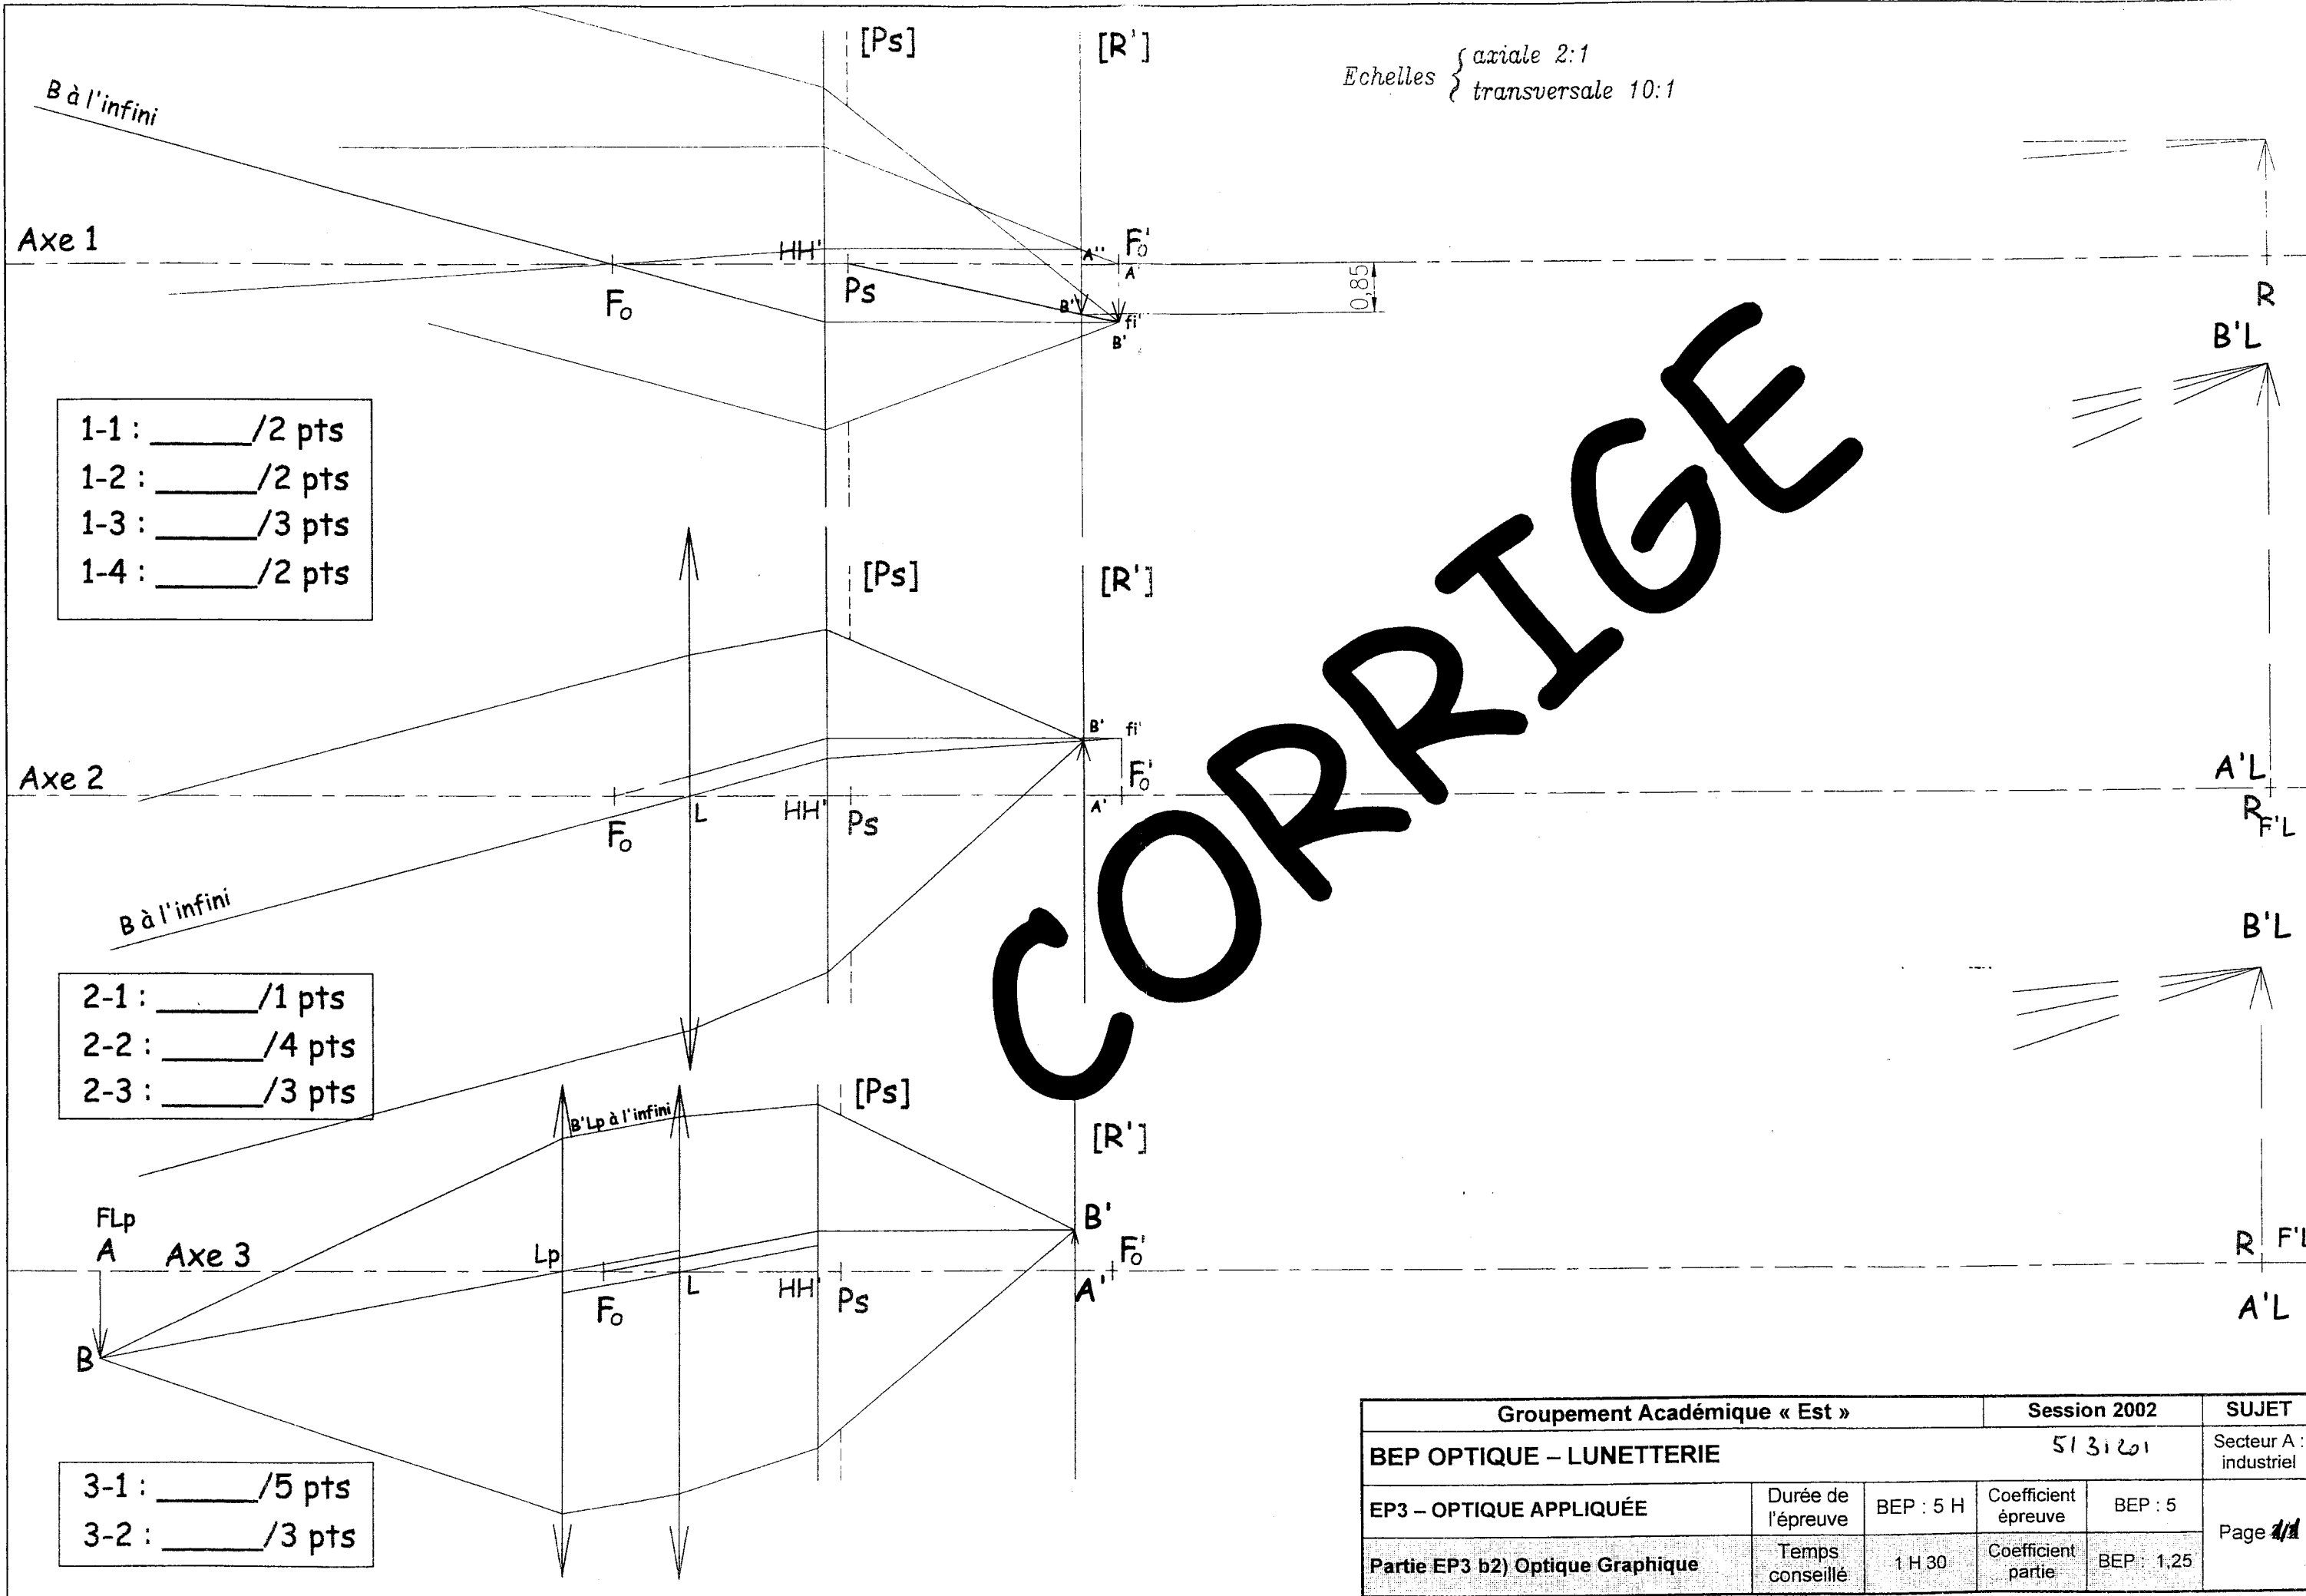 [Ps]
[R']
Echelles { axiale 2:1
transversale 10:1
B à l'infini
Axe 1
HH'
A''
F₀'
A'
F₀
Ps
B'
fi'
B'
0,85
R
B'L
1-1 : ______/2 pts
1-2 : ______/2 pts
1-3 : ______/3 pts
1-4 : ______/2 pts
CORRIGE
[Ps]
[R']
B'
fi'
Axe 2
F₀'
A'L
F₀
L
HH'
Ps
A'
R
F'L
B à l'infini
B'L
2-1 : ______/1 pts
2-2 : ______/4 pts
2-3 : ______/3 pts
[Ps]
B'Lp à l'infini
[R']
FLp
A
Axe 3
Lp
B'
F₀'
R
F₀
L
HH'
Ps
A'
A'L
B
3-1 : ______/5 pts
3-2 : ______/3 pts
Groupement Académique « Est »
Session 2002
SUJET
BEP OPTIQUE – LUNETTERIE
Secteur A :
industriel
EP3 – OPTIQUE APPLIQUÉE
Durée de
l'épreuve
BEP : 5 H
Coefficient
épreuve
BEP : 5
Page
Partie EP3 b2) Optique Graphique
Temps
conseillé
1 H 30
Coefficient
partie
BEP : 1,25